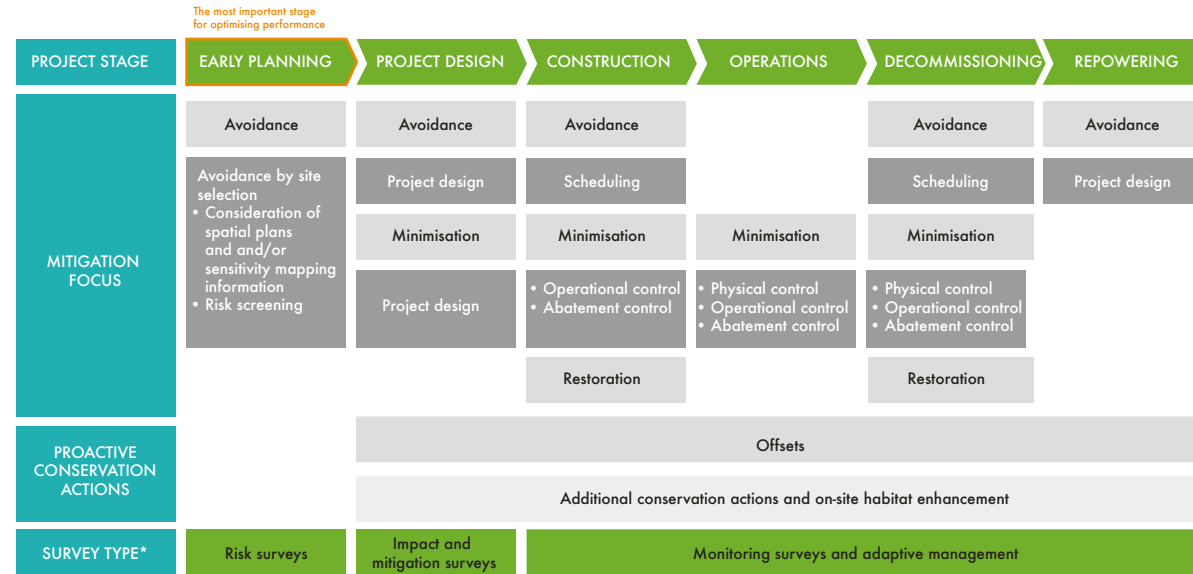 The most important stage
for optimising performance
PROJECT STAGE
EARLY PLANNING
PROJECT DESIGN
CONSTRUCTION
OPERATIONS
DECOMMISSIONING
REPOWERING
MITIGATION
FOCUS
Avoidance
Avoidance by site
selection
• Consideration of
spatial plans
and and/or
sensitivity mapping
information
• Risk screening
Avoidance
Project design
Minimisation
Project design
Avoidance
Scheduling
Minimisation
• Operational control
• Abatement control
Restoration
Minimisation
• Physical control
• Operational control
• Abatement control
Avoidance
Scheduling
Minimisation
• Physical control
• Operational control
• Abatement control
Restoration
Avoidance
Project design
PROACTIVE
CONSERVATION
ACTIONS
Offsets
Additional conservation actions and on-site habitat enhancement
SURVEY TYPE*
Risk surveys
Impact and
mitigation surveys
Monitoring surveys and adaptive management